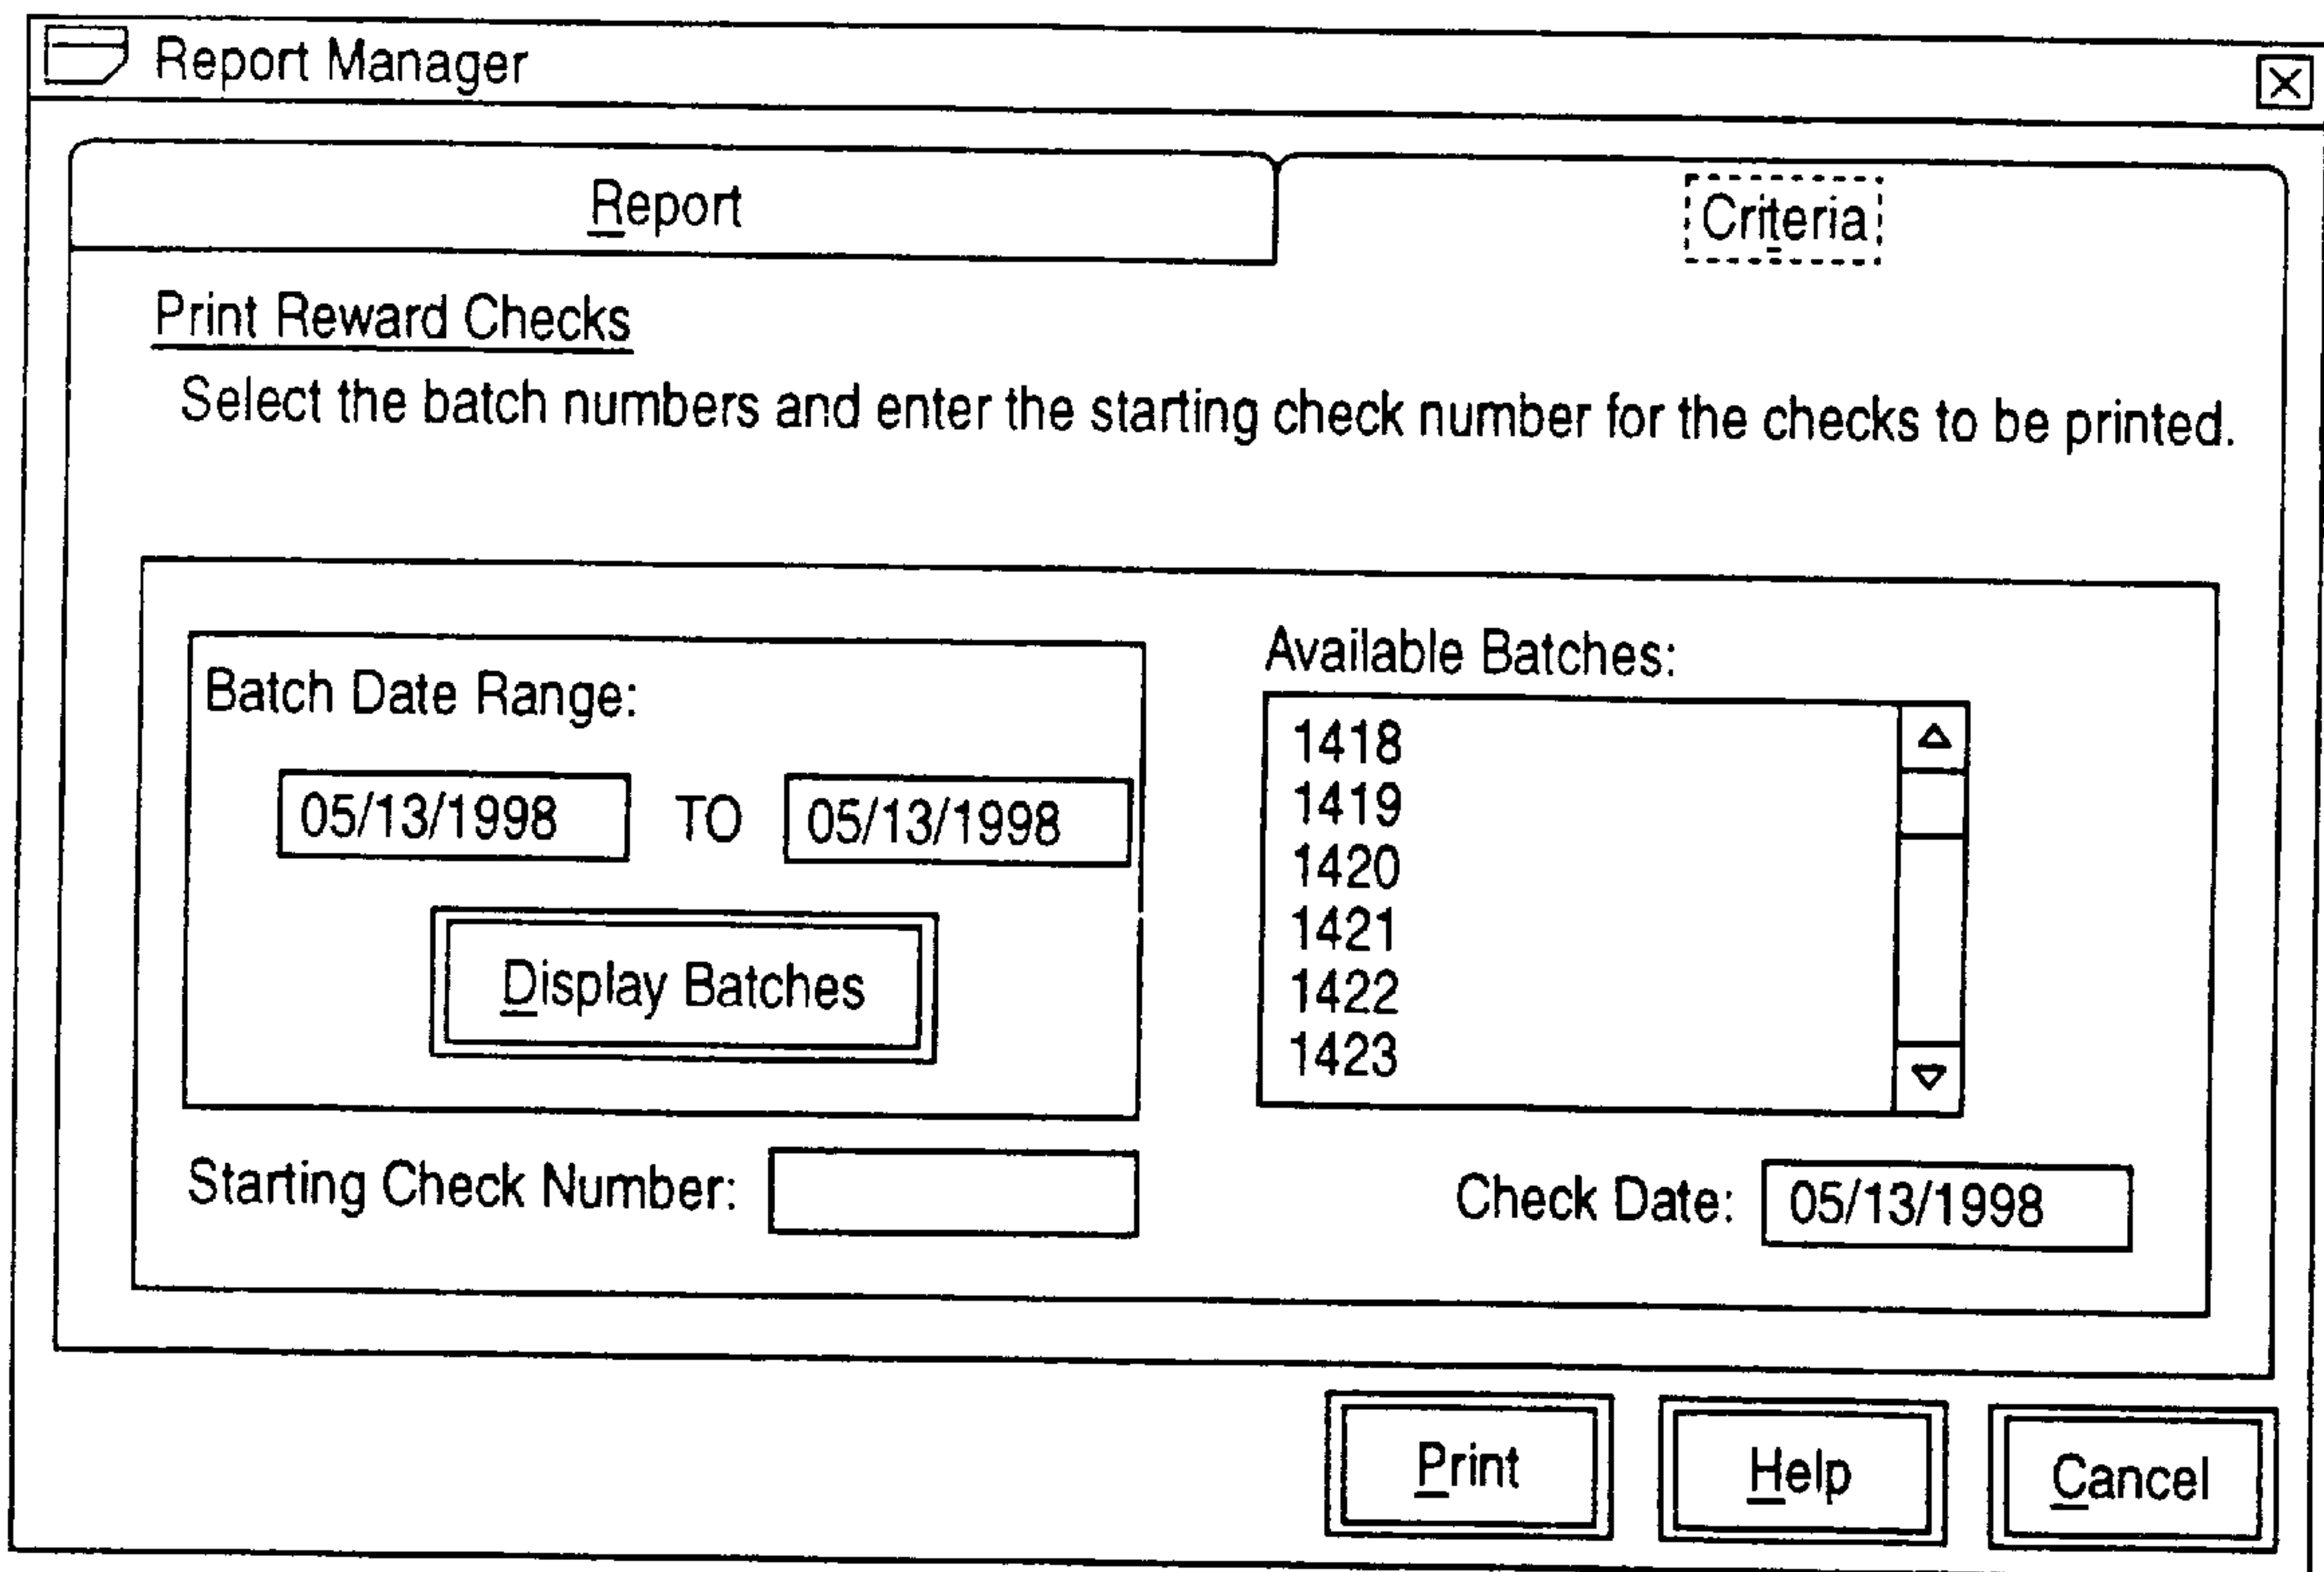 Report Manager
Report
Criteria
Print Reward Checks
Select the batch numbers and enter the starting check number for the checks to be printed.
Batch Date Range:
05/13/1998 TO 05/13/1998
Display Batches
Available Batches:
1418
1419
1420
1421
1422
1423
Starting Check Number:
Check Date: 05/13/1998
Print
Help
Cancel